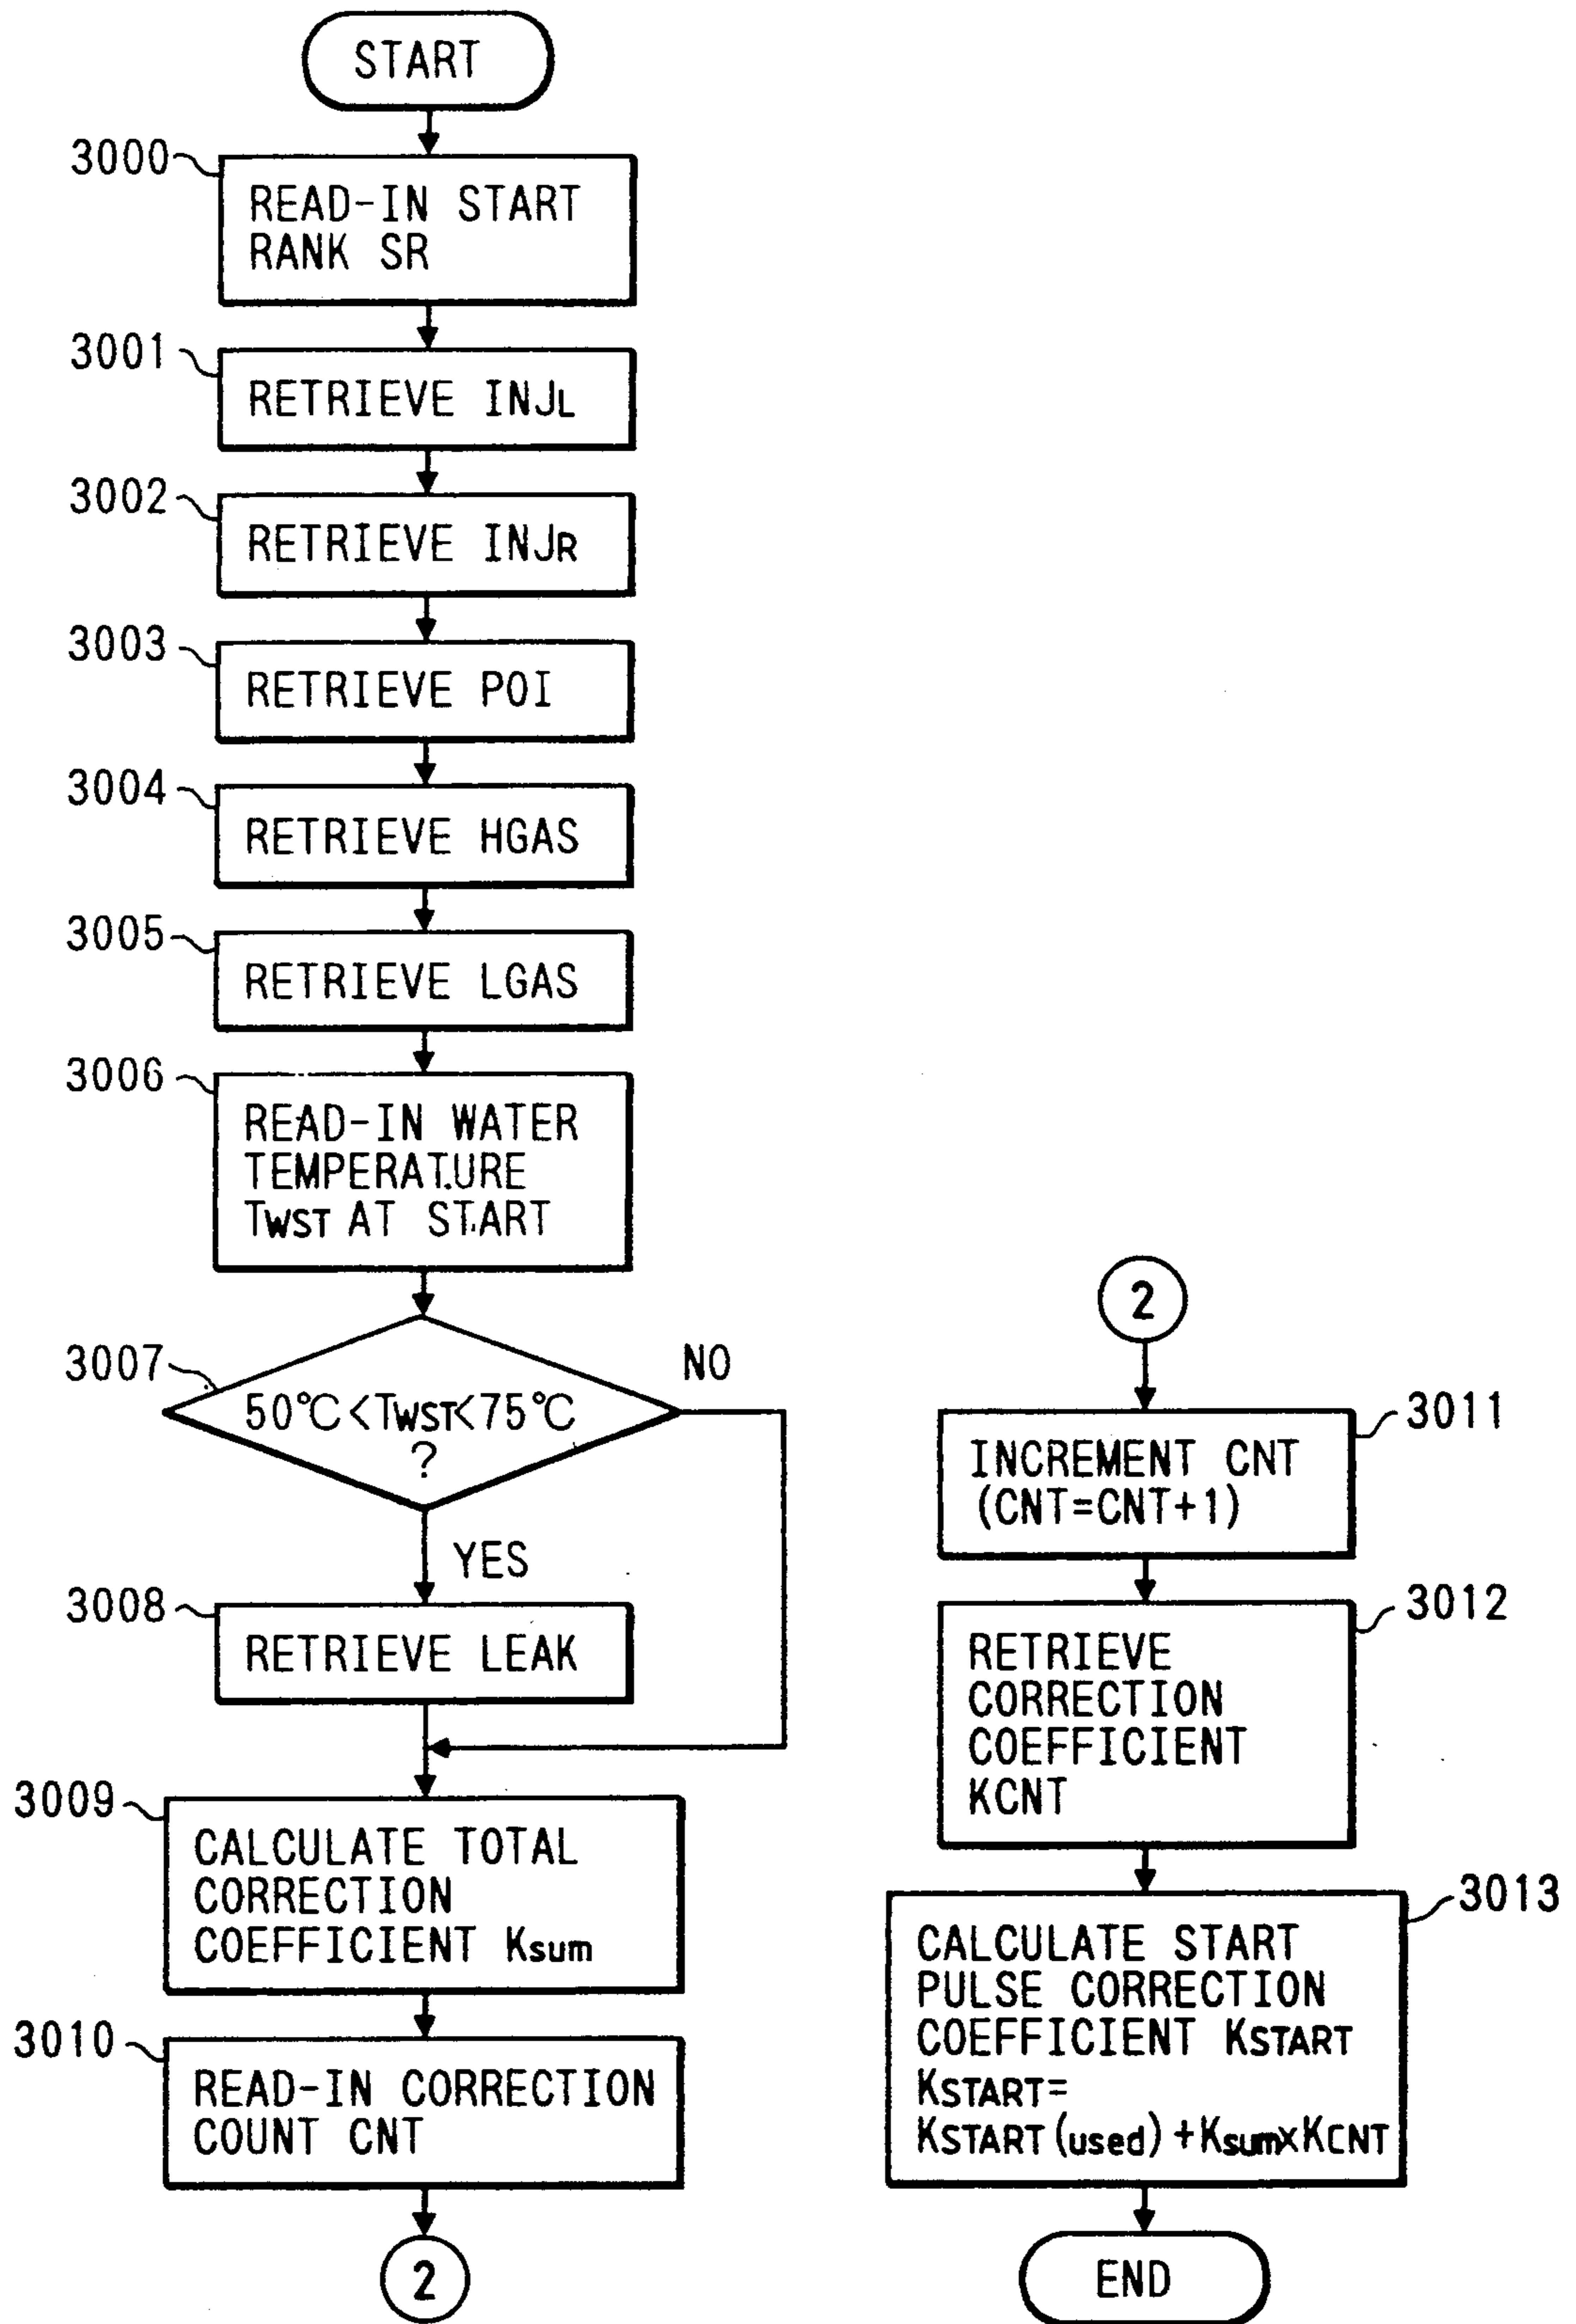 START
3000
READ-IN START
RANK SR
3001
RETRIEVE INJL
3002
RETRIEVE INJR
3003
RETRIEVE POI
3004
RETRIEVE HGAS
3005
RETRIEVE LGAS
3006
READ-IN WATER
TEMPERATURE
TWST AT START
3007
50°C<TWST<75°C
?
NO
YES
3008
RETRIEVE LEAK
3009
CALCULATE TOTAL
CORRECTION
COEFFICIENT Ksum
3010
READ-IN CORRECTION
COUNT CNT
2
2
3011
INCREMENT CNT
(CNT=CNT+1)
3012
RETRIEVE
CORRECTION
COEFFICIENT
KCNT
3013
CALCULATE START
PULSE CORRECTION
COEFFICIENT KSTART
KSTART=
KSTART(used)+Ksum×KCNT
END